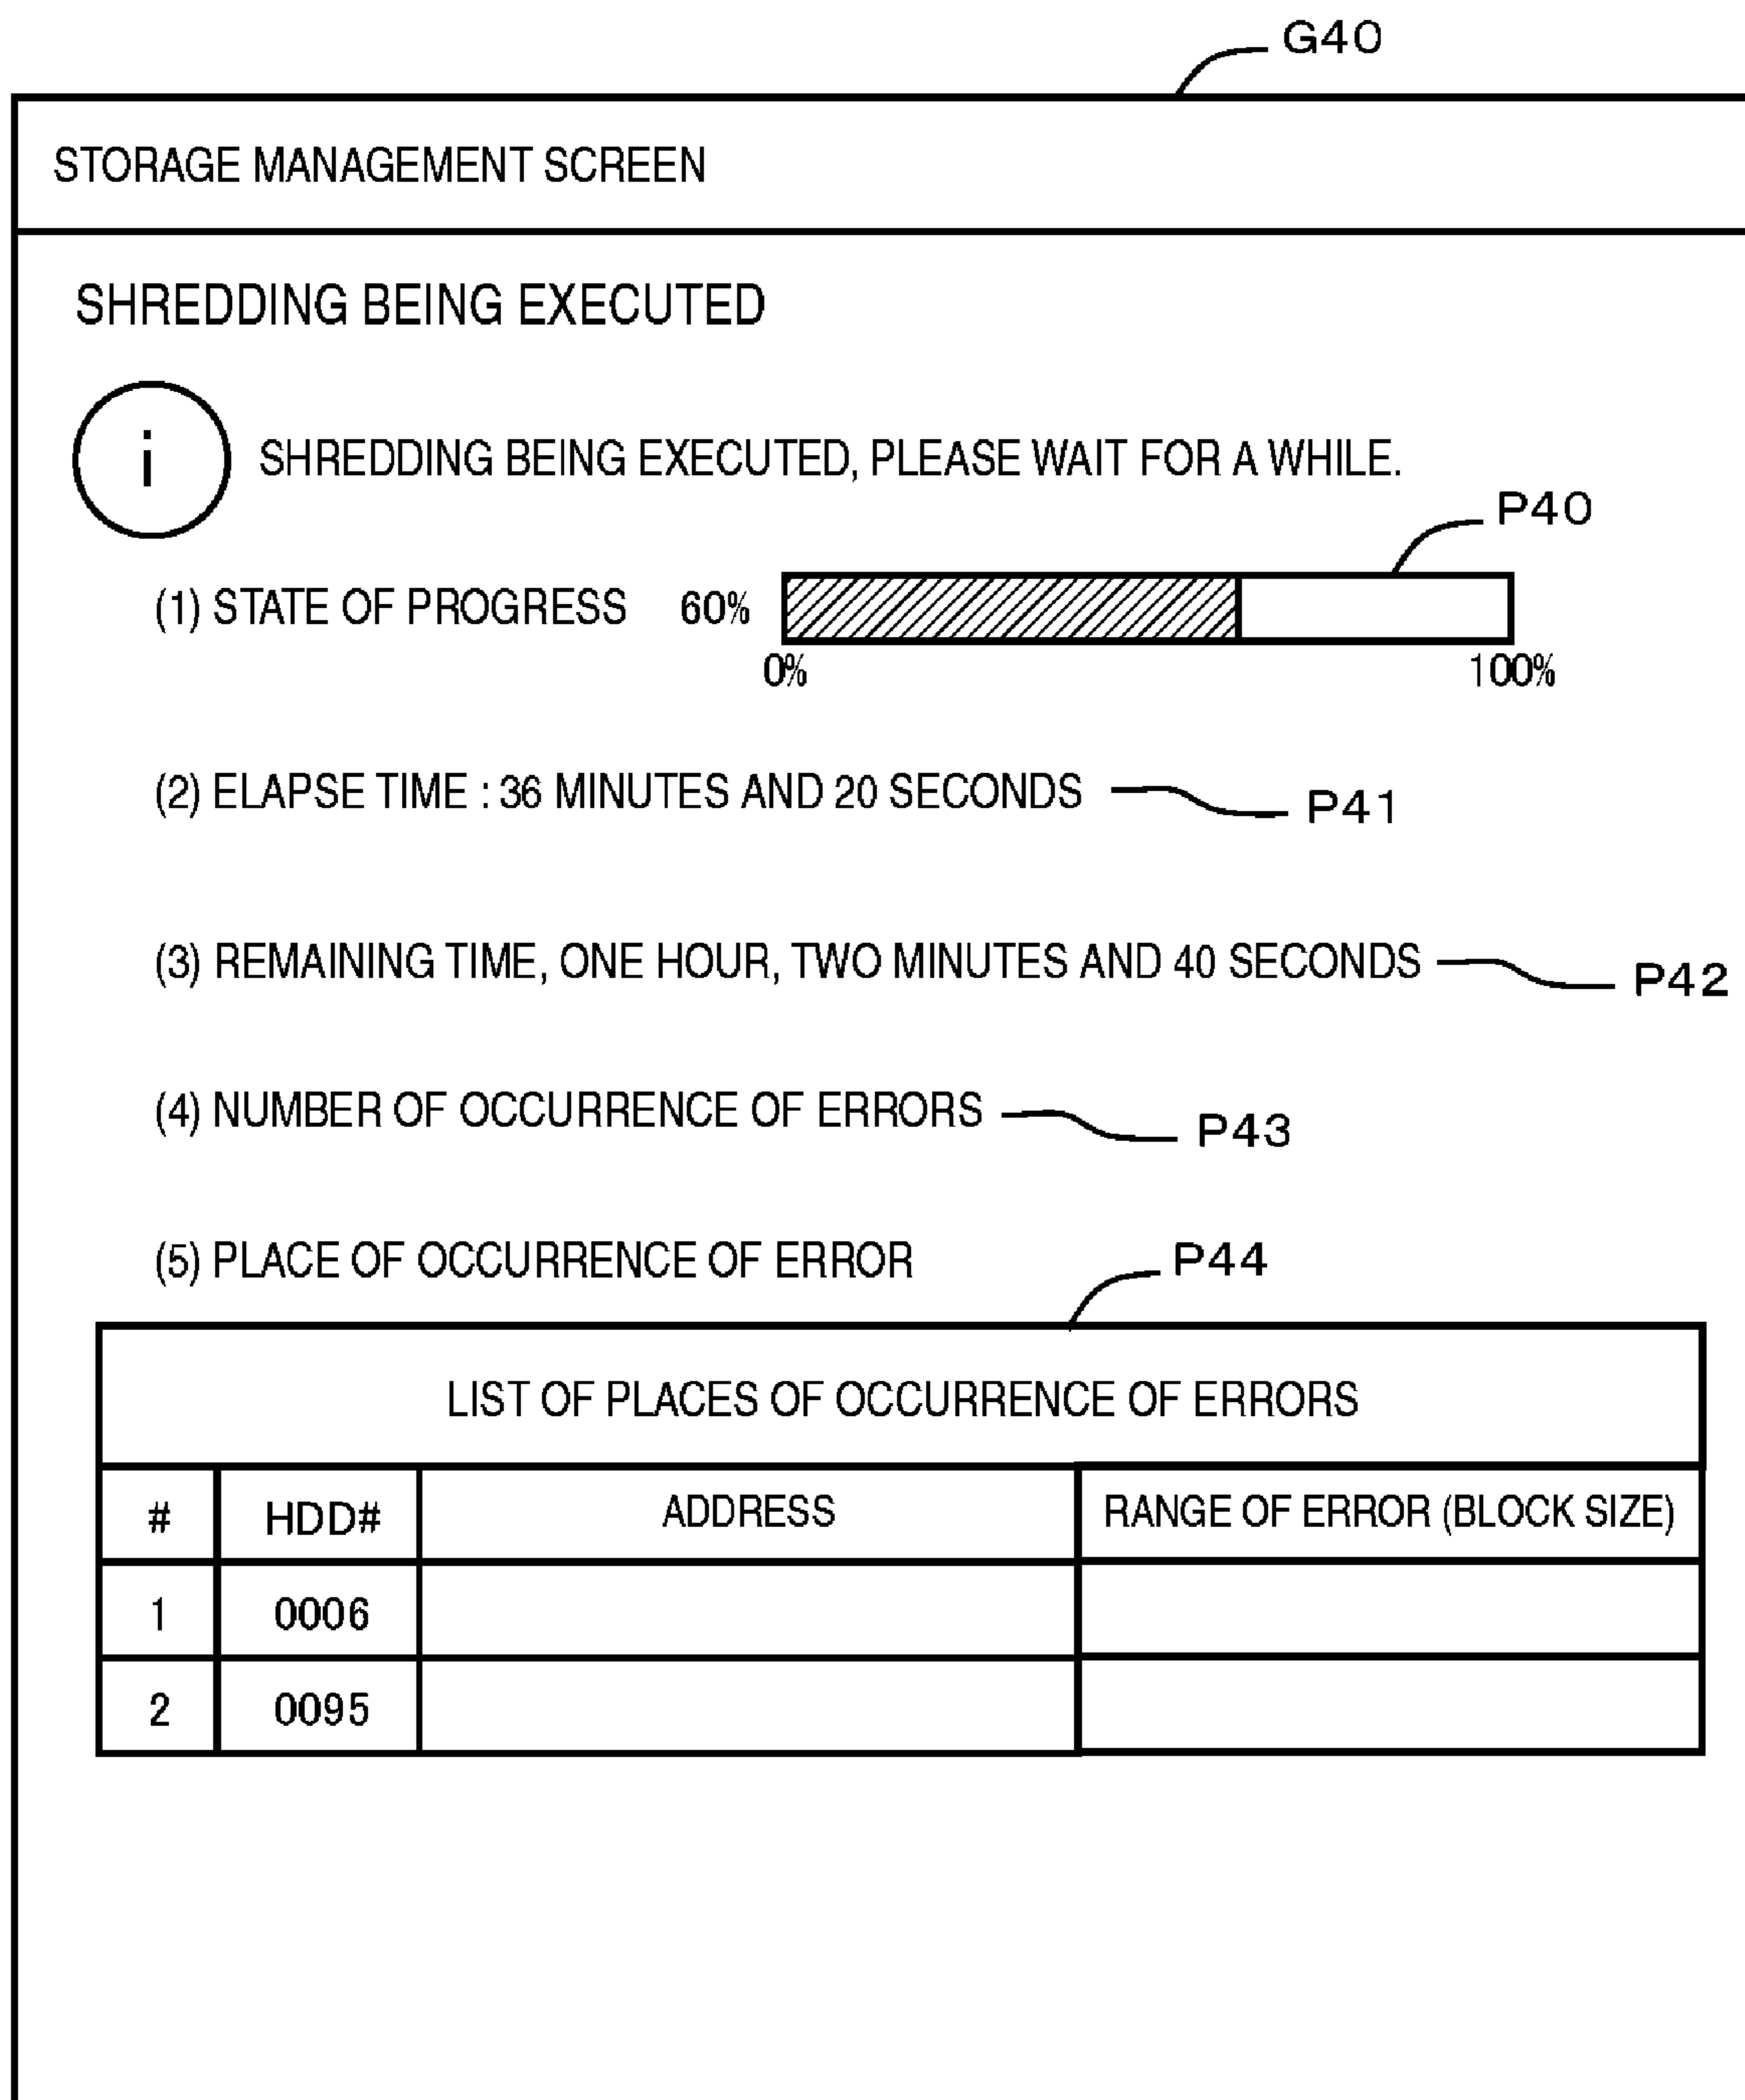 G40
STORAGE MANAGEMENT SCREEN
SHREDDING BEING EXECUTED
i SHREDDING BEING EXECUTED, PLEASE WAIT FOR A WHILE.
P40
(1) STATE OF PROGRESS 60%
0% 100%
(2) ELAPSE TIME : 36 MINUTES AND 20 SECONDS P41
(3) REMAINING TIME, ONE HOUR, TWO MINUTES AND 40 SECONDS P42
(4) NUMBER OF OCCURRENCE OF ERRORS P43
(5) PLACE OF OCCURRENCE OF ERROR P44
LIST OF PLACES OF OCCURRENCE OF ERRORS
# HDD# ADDRESS RANGE OF ERROR (BLOCK SIZE)
1 0006
2 0095